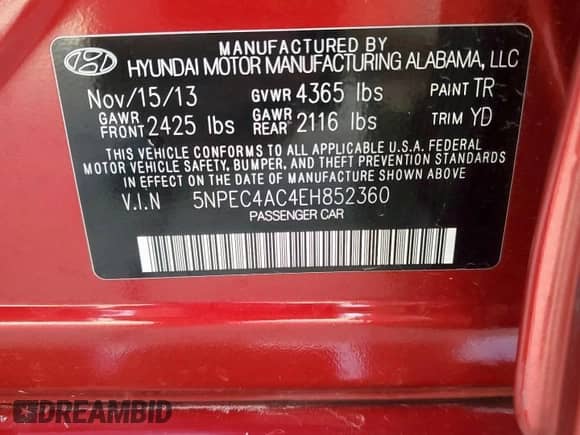 MANUFACTURED BY
HYUNDAI MOTOR MANUFACTURING ALABAMA, LLC
Nov/15/13 GVWR 4365 lbs PAINT TR
GAWR FRONT 2425 lbs GAWR REAR 2116 lbs TRIM YD
THIS VEHICLE CONFORMS TO ALL APPLICABLE U.S.A. FEDERAL
MOTOR VEHICLE SAFETY, BUMPER, AND THEFT PREVENTION STANDARDS
IN EFFECT ON THE DATE OF MANUFACTURE SHOWN ABOVE
V.I.N 5NPEC4AC4EH852360
PASSENGER CAR
DREAMBID